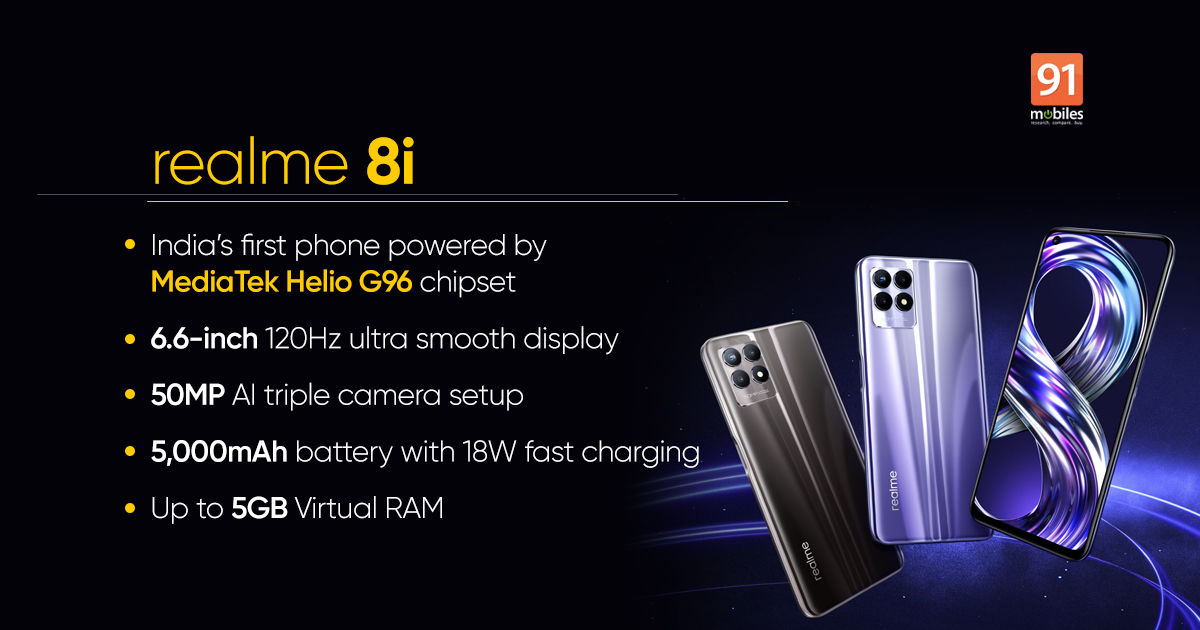 91
mobiles
research. compare. buy.
realme 8i
• India's first phone powered by
MediaTek Helio G96 chipset
• 6.6-inch 120Hz ultra smooth display
• 50MP AI triple camera setup
• 5,000mAh battery with 18W fast charging
• Up to 5GB Virtual RAM
realme
realme